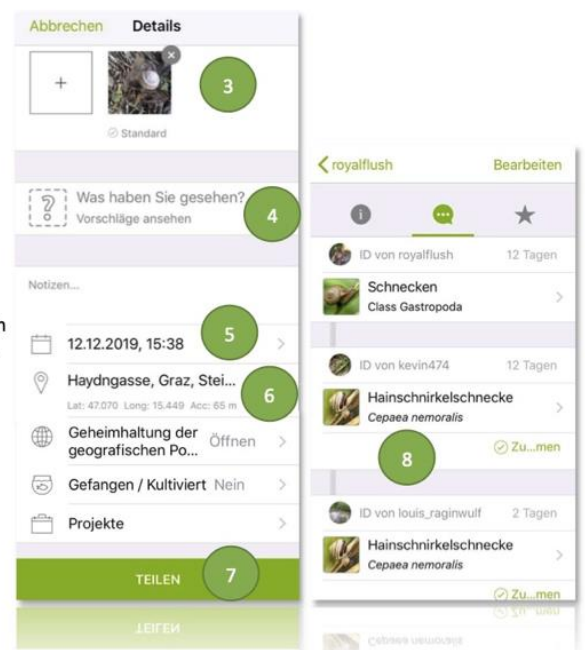 Abbrechen Details
3
Standard
Was haben Sie gesehen?
Vorschläge ansehen
4
Notizen...
12.12.2019, 15:38
5
Haydngasse, Graz, Stei...
Lat: 47.070 Long: 15.449 Acc: 65 m
6
Geheimhaltung der
geografischen Po... Öffnen
Gefangen / Kultiviert Nein
Projekte
TEILEN
7
royalflush Bearbeiten
ID von royalflush 12 Tagen
Schnecken
Class Gastropoda
ID von kevin474 12 Tagen
Hainschnirkelschnecke
Cepaea nemoralis
8
Zu...men
ID von louis_raginwulf 2 Tagen
Hainschnirkelschnecke
Cepaea nemoralis
Zu...men